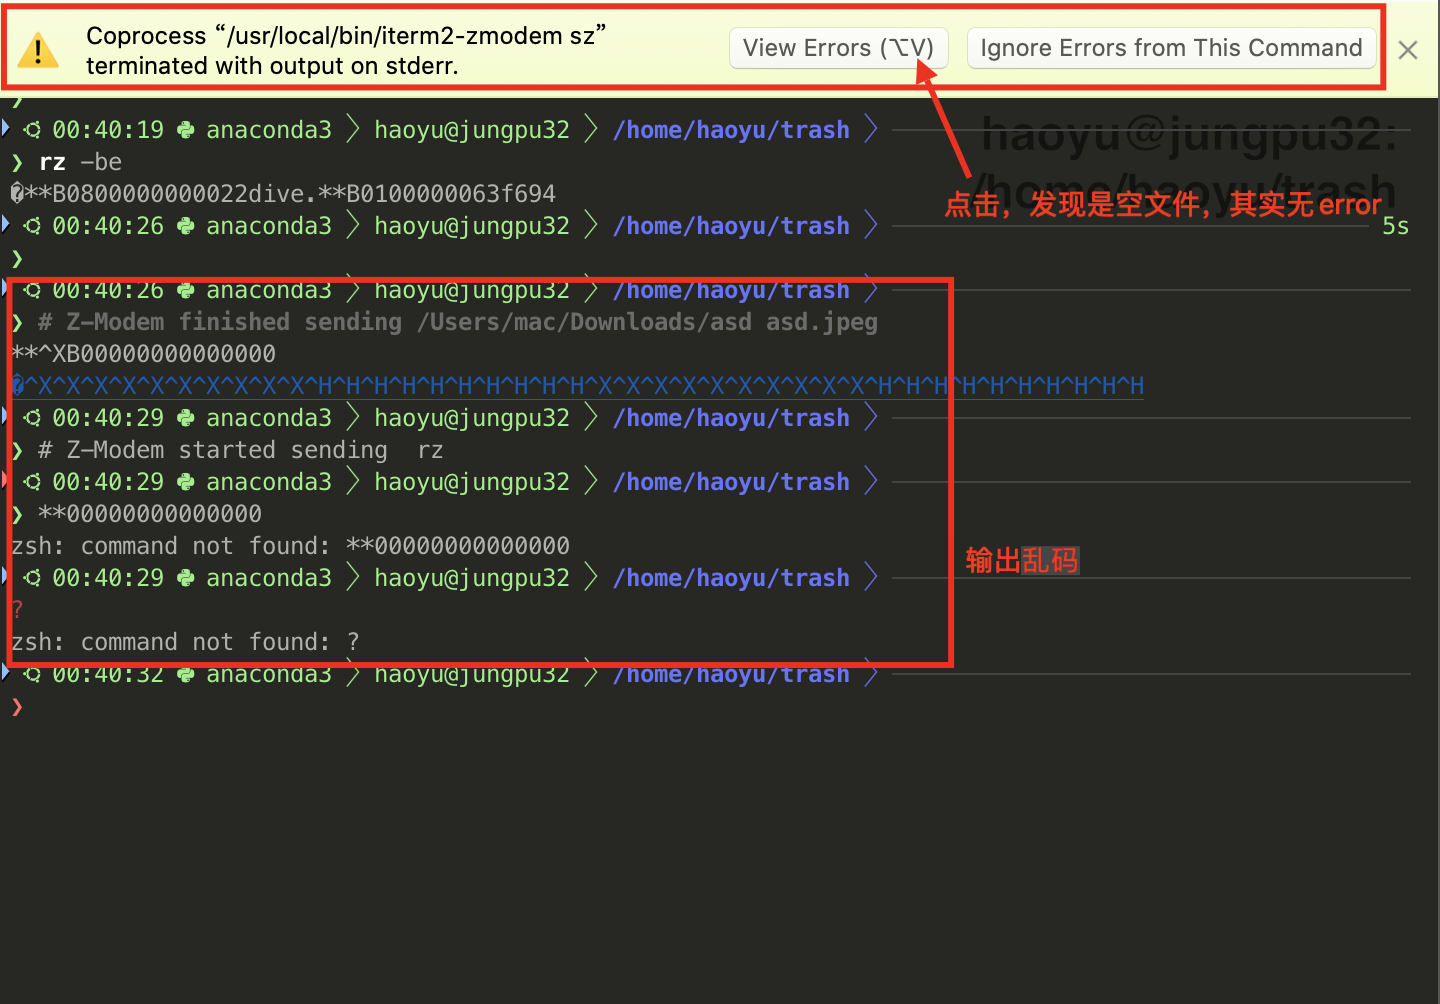 Coprocess “/usr/local/bin/iterm2-zmodem sz”
terminated with output on stderr.
View Errors (⌥V)
Ignore Errors from This Command
❯
00:40:19 anaconda3 haoyu@jungpu32 /home/haoyu/trash
haoyu@jungpu32:
/home/haoyu/trash
❯ rz -be
�**B0800000000022dive.**B0100000063f694
点击，发现是空文件，其实无error
00:40:26 anaconda3 haoyu@jungpu32 /home/haoyu/trash 5s
❯
00:40:26 anaconda3 haoyu@jungpu32 /home/haoyu/trash
❯ # Z-Modem finished sending /Users/mac/Downloads/asd asd.jpeg
**^XB00000000000000
�^X^X^X^X^X^X^X^X^X^X^H^H^H^H^H^H^H^H^H^H^X^X^X^X^X^X^X^X^X^X^H^H^H^H^H^H^H^H^H^H
00:40:29 anaconda3 haoyu@jungpu32 /home/haoyu/trash
❯ # Z-Modem started sending  rz
00:40:29 anaconda3 haoyu@jungpu32 /home/haoyu/trash
❯ **00000000000000
zsh: command not found: **00000000000000
输出乱码
00:40:29 anaconda3 haoyu@jungpu32 /home/haoyu/trash
?
zsh: command not found: ?
00:40:32 anaconda3 haoyu@jungpu32 /home/haoyu/trash
❯